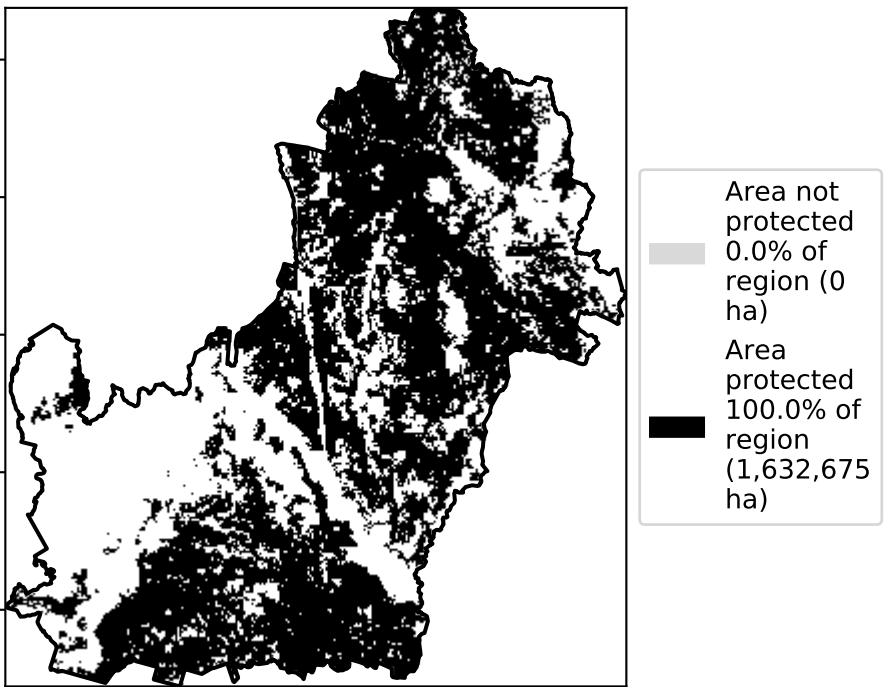 Area not
protected
0.0% of
region (0
ha)
Area
protected
100.0% of
region
(1,632,675
ha)